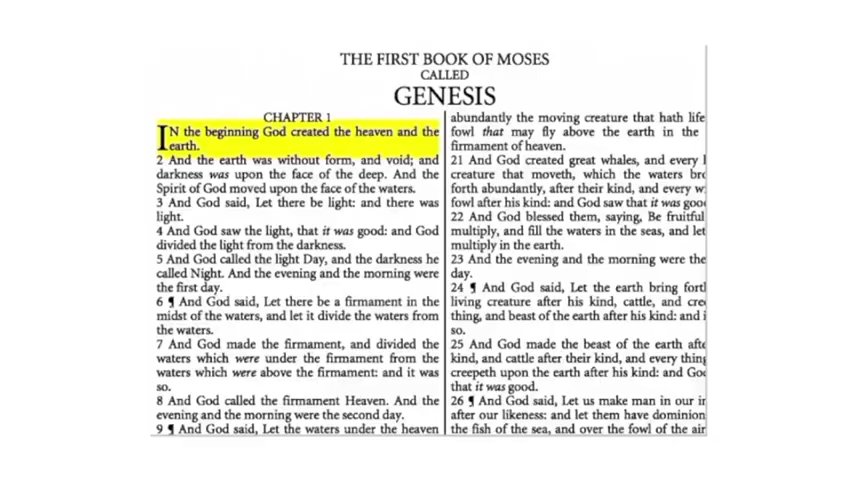 THE FIRST BOOK OF MOSES
CALLED
GENESIS
CHAPTER 1
IN the beginning God created the heaven and the
earth.
2 And the earth was without form, and void; and
darkness was upon the face of the deep. And the
Spirit of God moved upon the face of the waters.
3 And God said, Let there be light: and there was
light.
4 And God saw the light, that it was good: and God
divided the light from the darkness.
5 And God called the light Day, and the darkness he
called Night. And the evening and the morning were
the first day.
6 ¶ And God said, Let there be a firmament in the
midst of the waters, and let it divide the waters from
the waters.
7 And God made the firmament, and divided the
waters which were under the firmament from the
waters which were above the firmament: and it was
so.
8 And God called the firmament Heaven. And the
evening and the morning were the second day.
9 ¶ And God said, Let the waters under the heaven
abundantly the moving creature that hath life
fowl that may fly above the earth in the
firmament of heaven.
21 And God created great whales, and every
creature that moveth, which the waters
forth abundantly, after their kind, and every
fowl after his kind: and God saw that it was
22 And God blessed them, saying, Be fruitful
multiply, and fill the waters in the seas, and let
multiply in the earth.
23 And the evening and the morning were the
day.
24 ¶ And God said, Let the earth bring
living creature after his kind, cattle, and
thing, and beast of the earth after his kind: and
so.
25 And God made the beast of the earth
kind, and cattle after their kind, and every
creepeth upon the earth after his kind: and
that it was good.
26 ¶ And God said, Let us make man in our
after our likeness: and let them have dominion
the fish of the sea, and over the fowl of the air